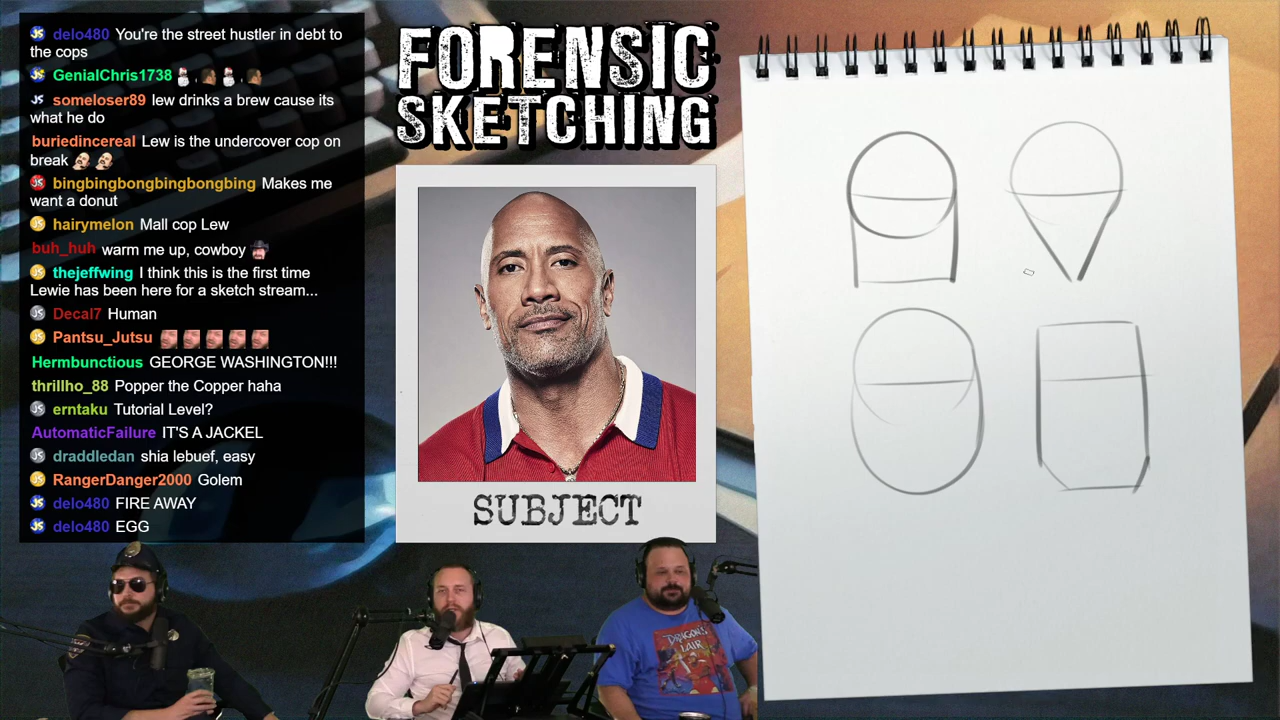 delo480 You're the street hustler in debt to
the cops
GenialChris1738
someloser89 lew drinks a brew cause its
what he do
buriedincereal Lew is the undercover cop on
break
bingbingbongbingbongbing Makes me
want a donut
hairymelon Mall cop Lew
buh_huh warm me up, cowboy
thejeffwing I think this is the first time
Lewie has been here for a sketch stream...
Decal7 Human
Pantsu_Jutsu
Hermbunctious GEORGE WASHINGTON!!!
thrillho_88 Popper the Copper haha
erntaku Tutorial Level?
AutomaticFailure IT'S A JACKEL
draddledan shia lebuef, easy
RangerDanger2000 Golem
delo480 FIRE AWAY
delo480 EGG
FORENSIC
SKETCHING
SUBJECT
DRAGON'S
LAIR